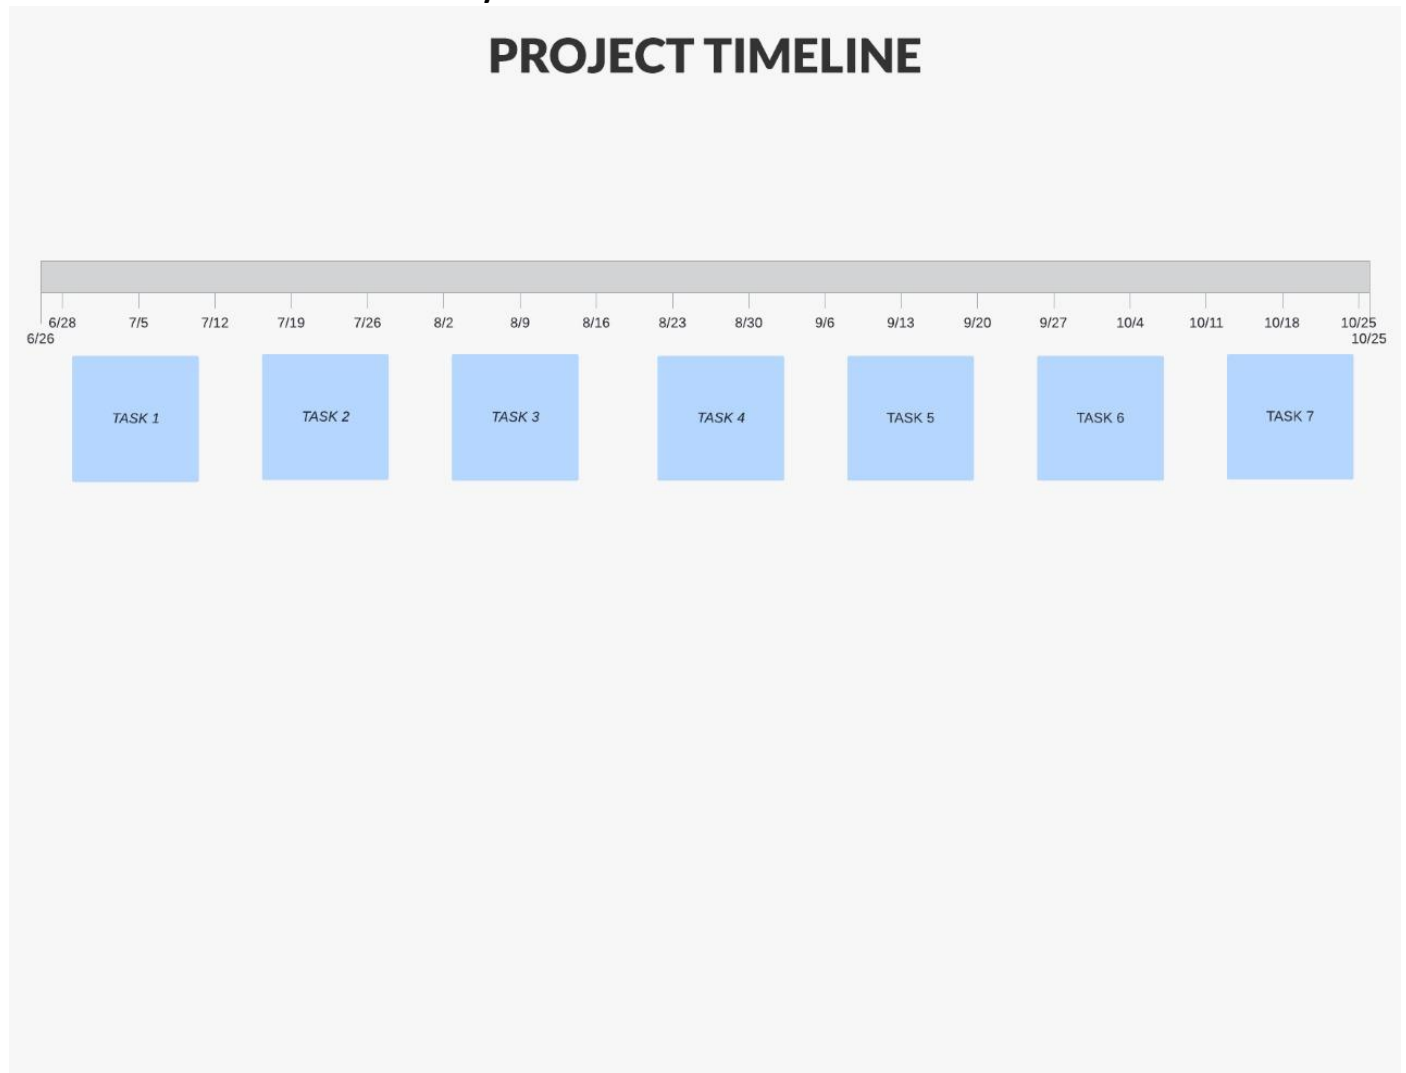 PROJECT TIMELINE
6/28 7/5 7/12 7/19 7/26 8/2 8/9 8/16 8/23 8/30 9/6 9/13 9/20 9/27 10/4 10/11 10/18 10/25
6/26 10/25
TASK 1 TASK 2 TASK 3 TASK 4 TASK 5 TASK 6 TASK 7